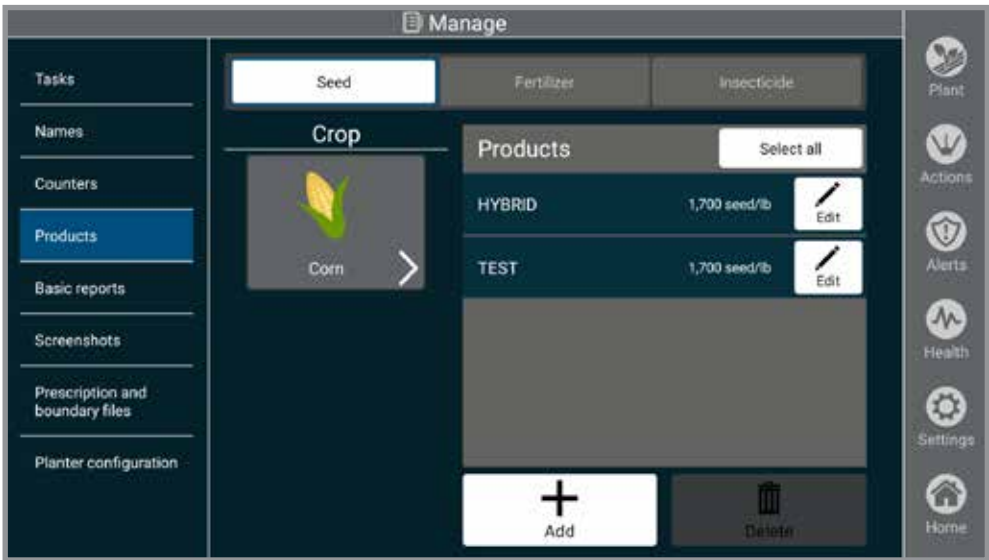 Manage
Tasks
Names
Counters
Products
Basic reports
Screenshots
Prescription and
boundary files
Planter configuration
Seed
Fertilizer
Insecticide
Crop
Corn
Products
Select all
HYBRID 1,700 seed/lb Edit
TEST 1,700 seed/lb Edit
Add
Delete
Plant
Actions
Alerts
Health
Settings
Home